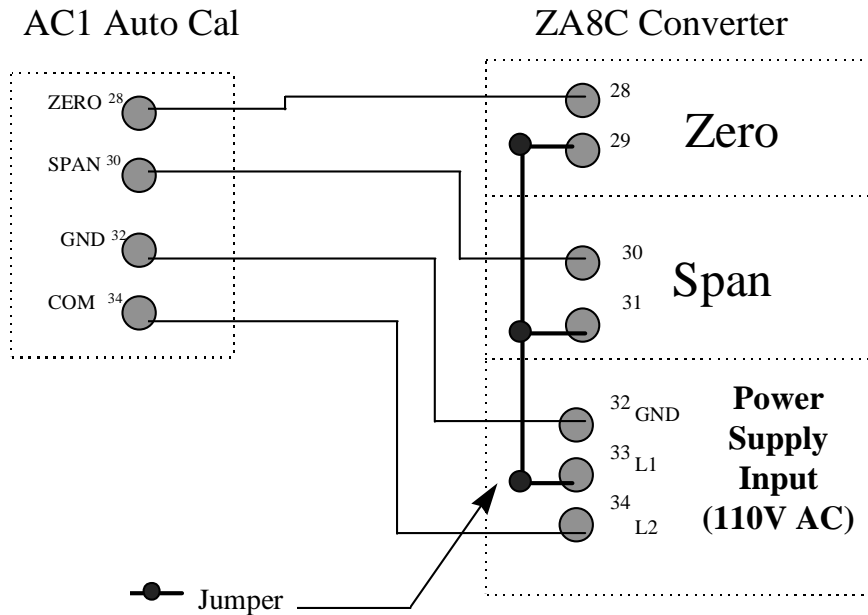 AC1 Auto Cal
ZA8C Converter
ZERO 28
SPAN 30
GND 32
COM 34
28
29
Zero
30
31
Span
32 GND
33 L1
34 L2
Power
Supply
Input
(110V AC)
Jumper